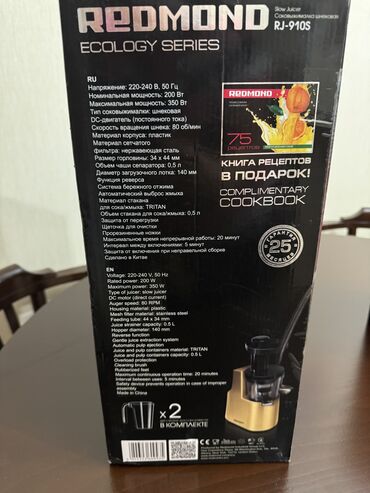 REDMOND
ECOLOGY SERIES
Slow Juicer
Соковыжималка шнековая
RJ-910S
RU
Напряжение: 220-240 В, 50 Гц
Номинальная мощность: 200 Вт
Максимальная мощность: 350 Вт
Тип соковыжималки: шнековая
DC-двигатель (постоянного тока)
Скорость вращения шнека: 80 об/мин
Материал корпуса: пластик
Материал сетчатого
фильтра: нержавеющая сталь
Размер горловины: 34 x 44 мм
Объем чаши сепаратора: 0,5 л
Диаметр загрузочного лотка: 140 мм
Функция реверса
Система бережного отжима
Автоматический выброс жмыха
Материал стакана
для сока/жмыха: TRITAN
Объем стакана для сока/жмыха: 0,5 л
Защита от перегрузки
Щеточка для очистки
Прорезиненные ножки
Максимальное время непрерывной работы: 20 минут
Интервал между включениями: 5 минут
Защита от включения при неправильной сборке
Сделано в Китае
EN
Voltage: 220-240 V, 50 Hz
Rated power: 200 W
Maximum power: 350 W
Type of juicer: slow juicer
DC motor (direct current)
Auger speed: 80 RPM
Housing material: plastic
Mesh filter material: stainless steel
Feeding tube: 44 x 34 mm
Juice strainer capacity: 0.5 L
Hopper diameter: 140 mm
Reverse function
Gentle juice extraction system
Automatic pulp ejection
Juice and pulp containers material: TRITAN
Juice and pulp containers capacity: 0.5 L
Overload protection
Cleaning brush
Rubberized feet
Maximum continuous operation time: 20 minutes
Interval between uses: 5 minutes
Safety device prevents operation in case of improper
assembly
Made in China
REDMOND
75
РЕЦЕПТОВ
КНИГА РЕЦЕПТОВ
В ПОДАРОК!
COMPLIMENTARY
COOKBOOK
ГАРАНТИЯ
25
МЕСЯЦЕВ
x 2
В КОМПЛЕКТЕ